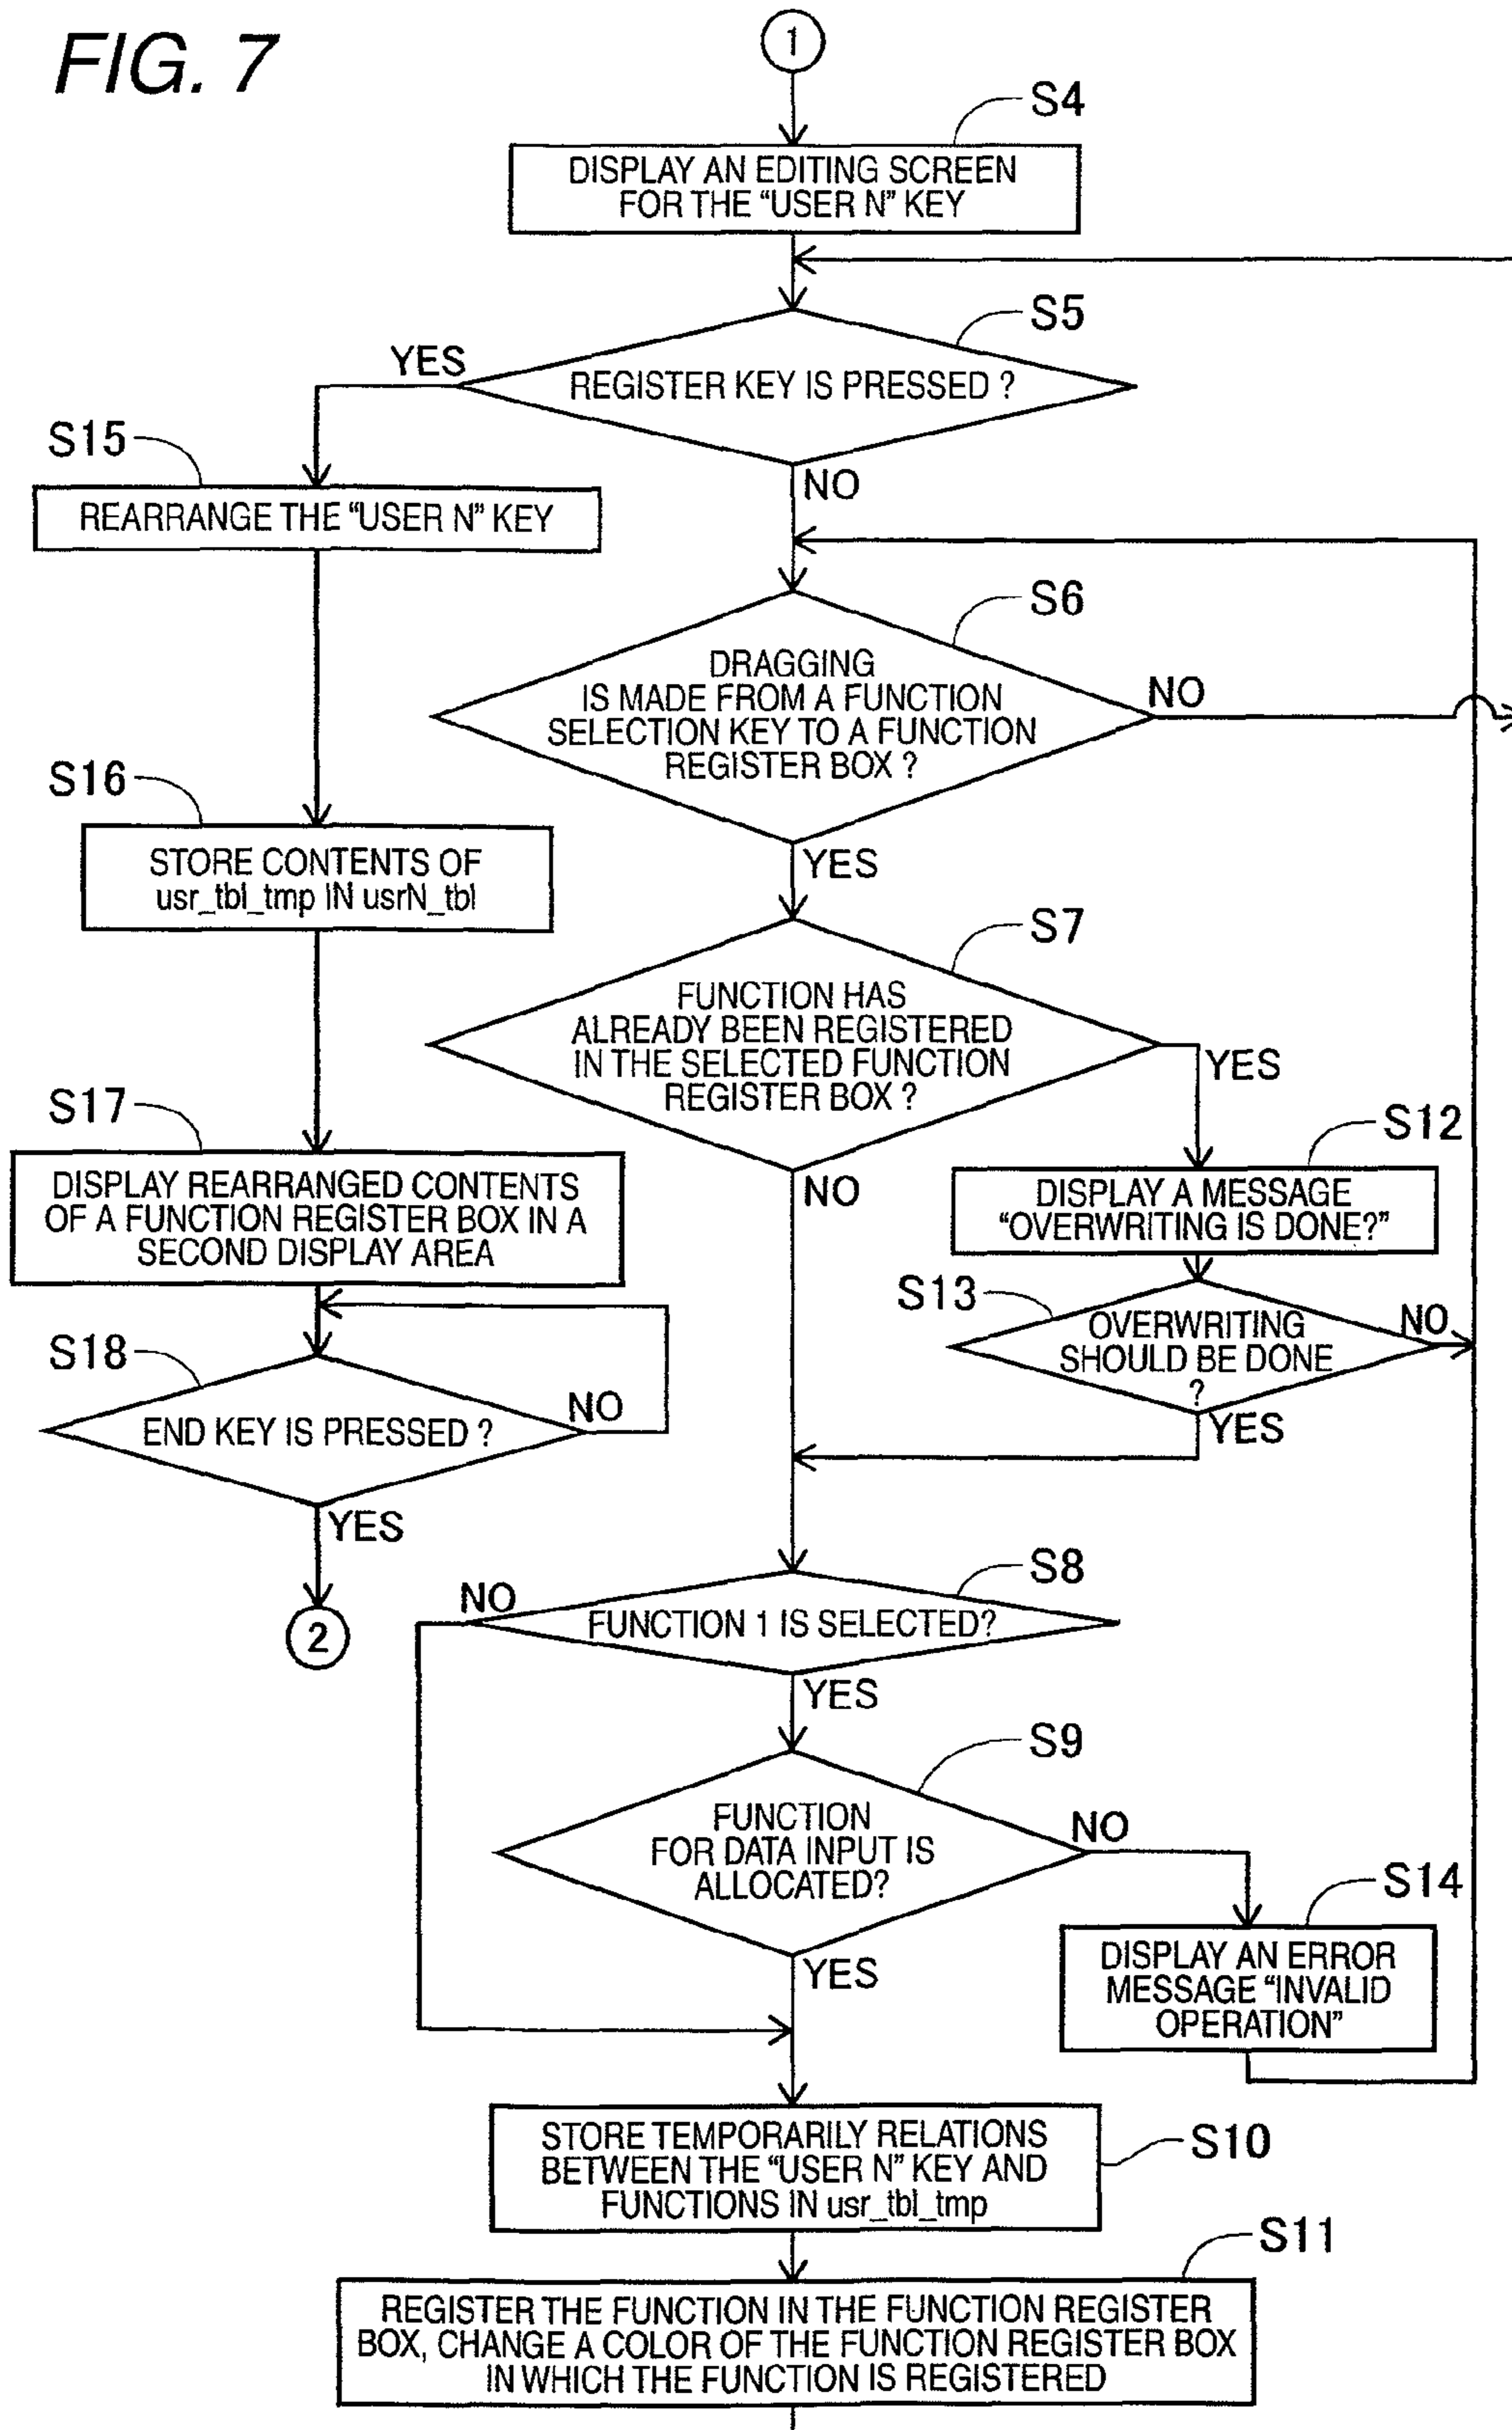 FIG. 7
1
S4
DISPLAY AN EDITING SCREEN
FOR THE “USER N” KEY
S5
YES
REGISTER KEY IS PRESSED ?
NO
S15
REARRANGE THE “USER N” KEY
S6
DRAGGING
IS MADE FROM A FUNCTION
SELECTION KEY TO A FUNCTION
REGISTER BOX ?
NO
YES
S16
STORE CONTENTS OF
usr_tbl_tmp IN usrN_tbl
S7
FUNCTION HAS
ALREADY BEEN REGISTERED
IN THE SELECTED FUNCTION
REGISTER BOX ?
YES
NO
S17
DISPLAY REARRANGED CONTENTS
OF A FUNCTION REGISTER BOX IN A
SECOND DISPLAY AREA
S12
DISPLAY A MESSAGE
“OVERWRITING IS DONE?”
S13
OVERWRITING
SHOULD BE DONE
?
NO
YES
S18
END KEY IS PRESSED ?
NO
YES
2
S8
NO
FUNCTION 1 IS SELECTED?
YES
S9
FUNCTION
FOR DATA INPUT IS
ALLOCATED?
NO
YES
S14
DISPLAY AN ERROR
MESSAGE “INVALID
OPERATION”
S10
STORE TEMPORARILY RELATIONS
BETWEEN THE “USER N” KEY AND
FUNCTIONS IN usr_tbl_tmp
S11
REGISTER THE FUNCTION IN THE FUNCTION REGISTER
BOX, CHANGE A COLOR OF THE FUNCTION REGISTER BOX
IN WHICH THE FUNCTION IS REGISTERED